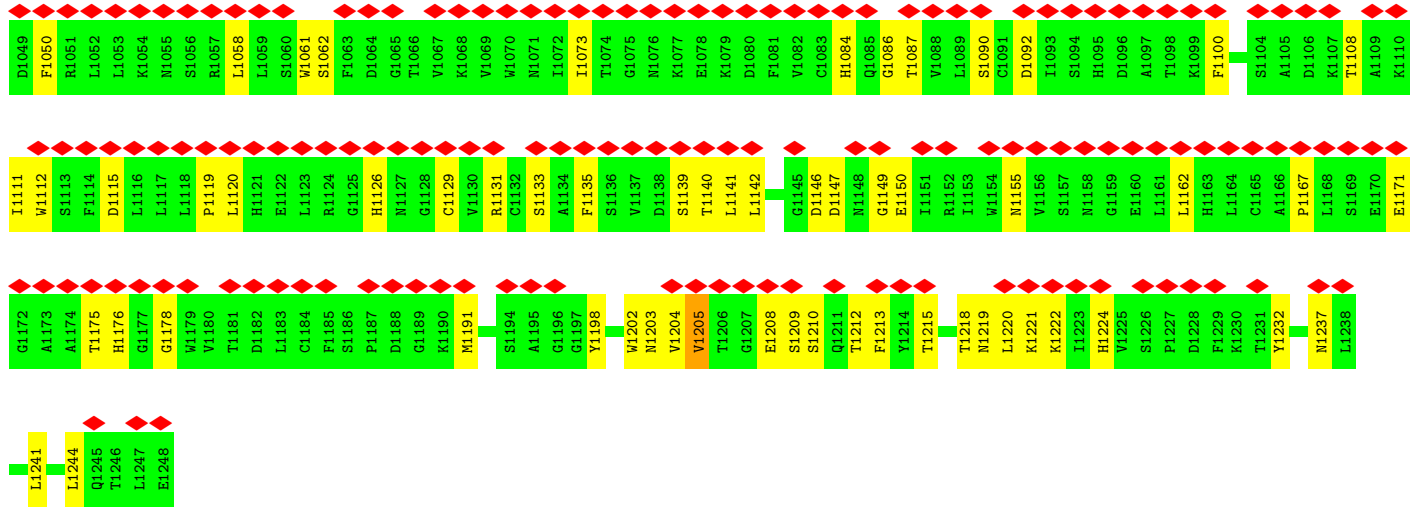 D1049 F1050 R1051 L1052 L1053 K1054 N1055 S1056 R1057 L1058 L1059 S1060 W1061 S1062 F1063 D1064 G1065 T1066 V1067 K1068 V1069 W1070 N1071 I1072 I1073 T1074 G1075 N1076 K1077 E1078 K1079 D1080 F1081 V1082 C1083 H1084 Q1085 G1086 T1087 V1088 L1089 S1090 C1091 D1092 I1093 S1094 H1095 D1096 A1097 T1098 K1099 F1100 S1104 A1105 D1106 K1107 T1108 A1109 K1110
I1111 W1112 S1113 F1114 D1115 L1116 L1117 L1118 P1119 L1120 H1121 E1122 L1123 R1124 G1125 H1126 N1127 G1128 C1129 V1130 R1131 C1132 S1133 A1134 F1135 S1136 V1137 D1138 S1139 T1140 L1141 L1142 G1145 D1146 D1147 N1148 G1149 E1150 I1151 R1152 I1153 W1154 N1155 V1156 S1157 N1158 G1159 E1160 L1161 L1162 H1163 L1164 C1165 A1166 P1167 L1168 S1169 E1170 E1171
G1172 A1173 A1174 T1175 H1176 G1177 G1178 W1179 V1180 T1181 D1182 L1183 C1184 F1185 S1186 P1187 D1188 G1189 K1190 M1191 S1194 A1195 G1196 G1197 Y1198 W1202 N1203 V1204 V1205 T1206 G1207 E1208 S1209 S1210 Q1211 T1212 F1213 Y1214 T1215 T1218 N1219 L1220 K1221 K1222 I1223 H1224 V1225 S1226 P1227 D1228 F1229 K1230 T1231 Y1232 N1237 L1238
L1241 L1244 Q1245 T1246 L1247 E1248